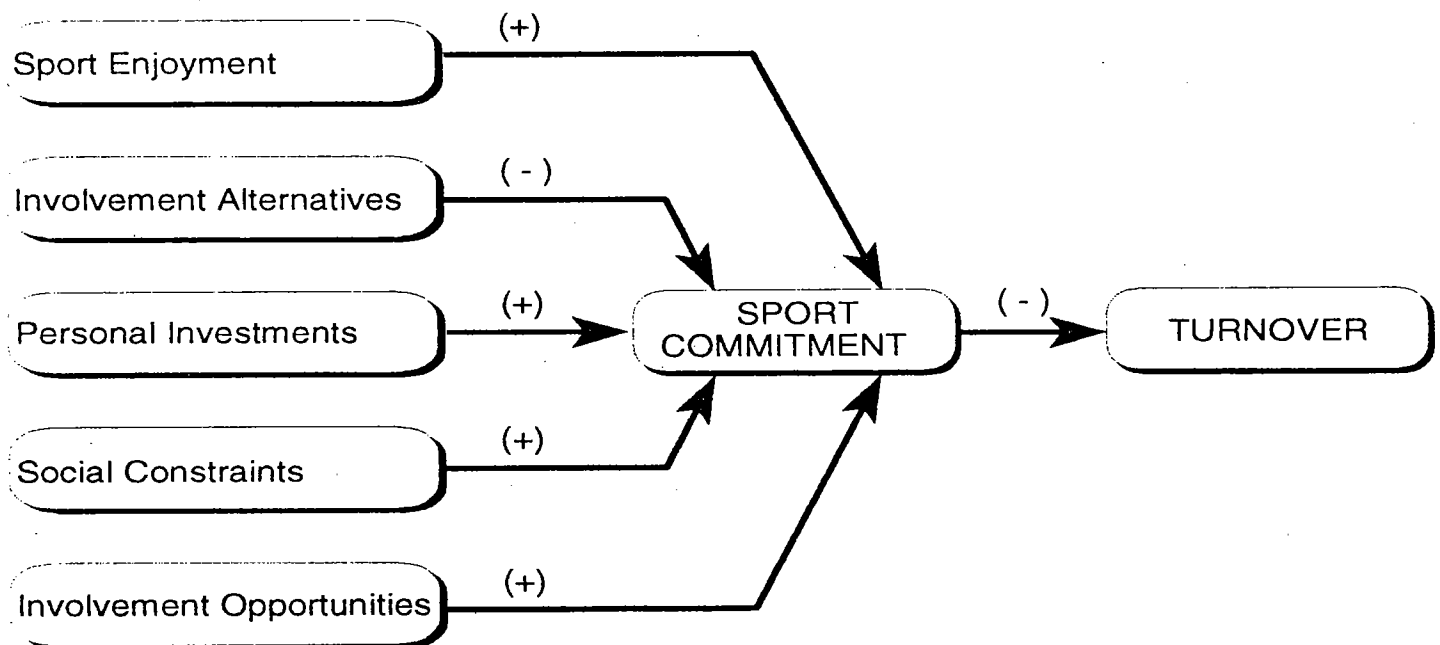 Sport Enjoyment
(+)
Involvement Alternatives
(-)
Personal Investments
(+)
SPORT
COMMITMENT
(-)
TURNOVER
Social Constraints
(+)
Involvement Opportunities
(+)